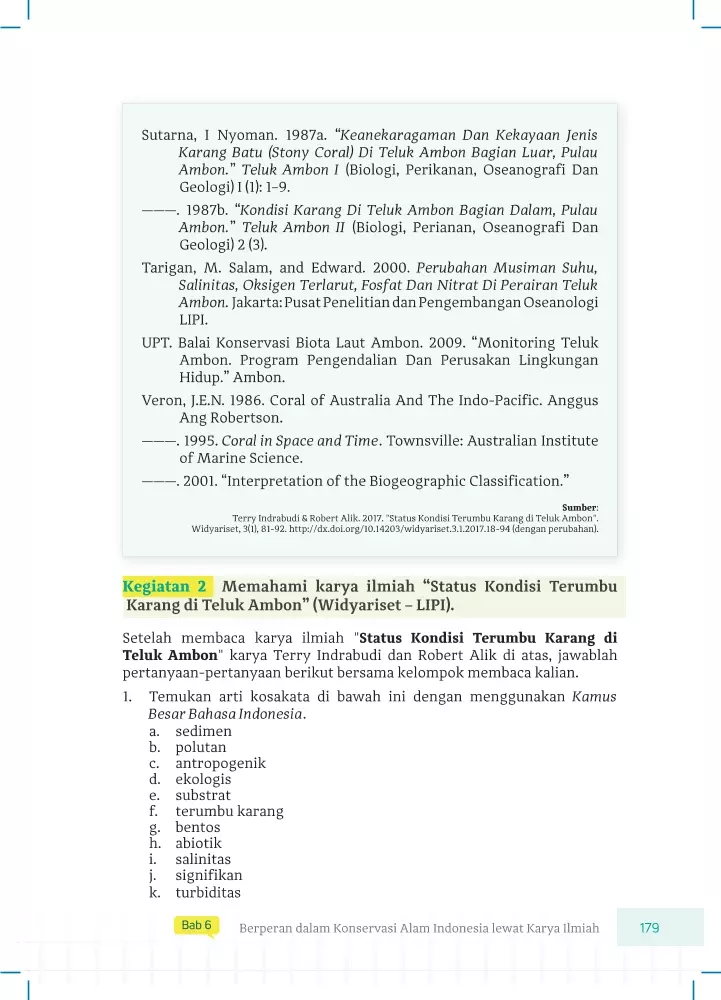 Sutarna, I Nyoman. 1987a. “Keanekaragaman Dan Kekayaan Jenis
Karang Batu (Stony Coral) Di Teluk Ambon Bagian Luar, Pulau
Ambon.” Teluk Ambon I (Biologi, Perikanan, Oseanografi Dan
Geologi) I (1): 1–9.
———. 1987b. “Kondisi Karang Di Teluk Ambon Bagian Dalam, Pulau
Ambon.” Teluk Ambon II (Biologi, Perianan, Oseanografi Dan
Geologi) 2 (3).
Tarigan, M. Salam, and Edward. 2000. Perubahan Musiman Suhu,
Salinitas, Oksigen Terlarut, Fosfat Dan Nitrat Di Perairan Teluk
Ambon. Jakarta: Pusat Penelitian dan Pengembangan Oseanologi
LIPI.
UPT. Balai Konservasi Biota Laut Ambon. 2009. “Monitoring Teluk
Ambon. Program Pengendalian Dan Perusakan Lingkungan
Hidup.” Ambon.
Veron, J.E.N. 1986. Coral of Australia And The Indo-Pacific. Anggus
Ang Robertson.
———. 1995. Coral in Space and Time. Townsville: Australian Institute
of Marine Science.
———. 2001. “Interpretation of the Biogeographic Classification.”
Sumber:
Terry Indrabudi & Robert Alik. 2017. "Status Kondisi Terumbu Karang di Teluk Ambon".
Widyariset, 3(1), 81-92. http://dx.doi.org/10.14203/widyariset.3.1.2017.18-94 (dengan perubahan).
Kegiatan 2 Memahami karya ilmiah “Status Kondisi Terumbu
Karang di Teluk Ambon” (Widyariset – LIPI).
Setelah membaca karya ilmiah "Status Kondisi Terumbu Karang di
Teluk Ambon" karya Terry Indrabudi dan Robert Alik di atas, jawablah
pertanyaan-pertanyaan berikut bersama kelompok membaca kalian.
1. Temukan arti kosakata di bawah ini dengan menggunakan Kamus
Besar Bahasa Indonesia.
a. sedimen
b. polutan
c. antropogenik
d. ekologis
e. substrat
f. terumbu karang
g. bentos
h. abiotik
i. salinitas
j. signifikan
k. turbiditas
Bab 6 Berperan dalam Konservasi Alam Indonesia lewat Karya Ilmiah 179